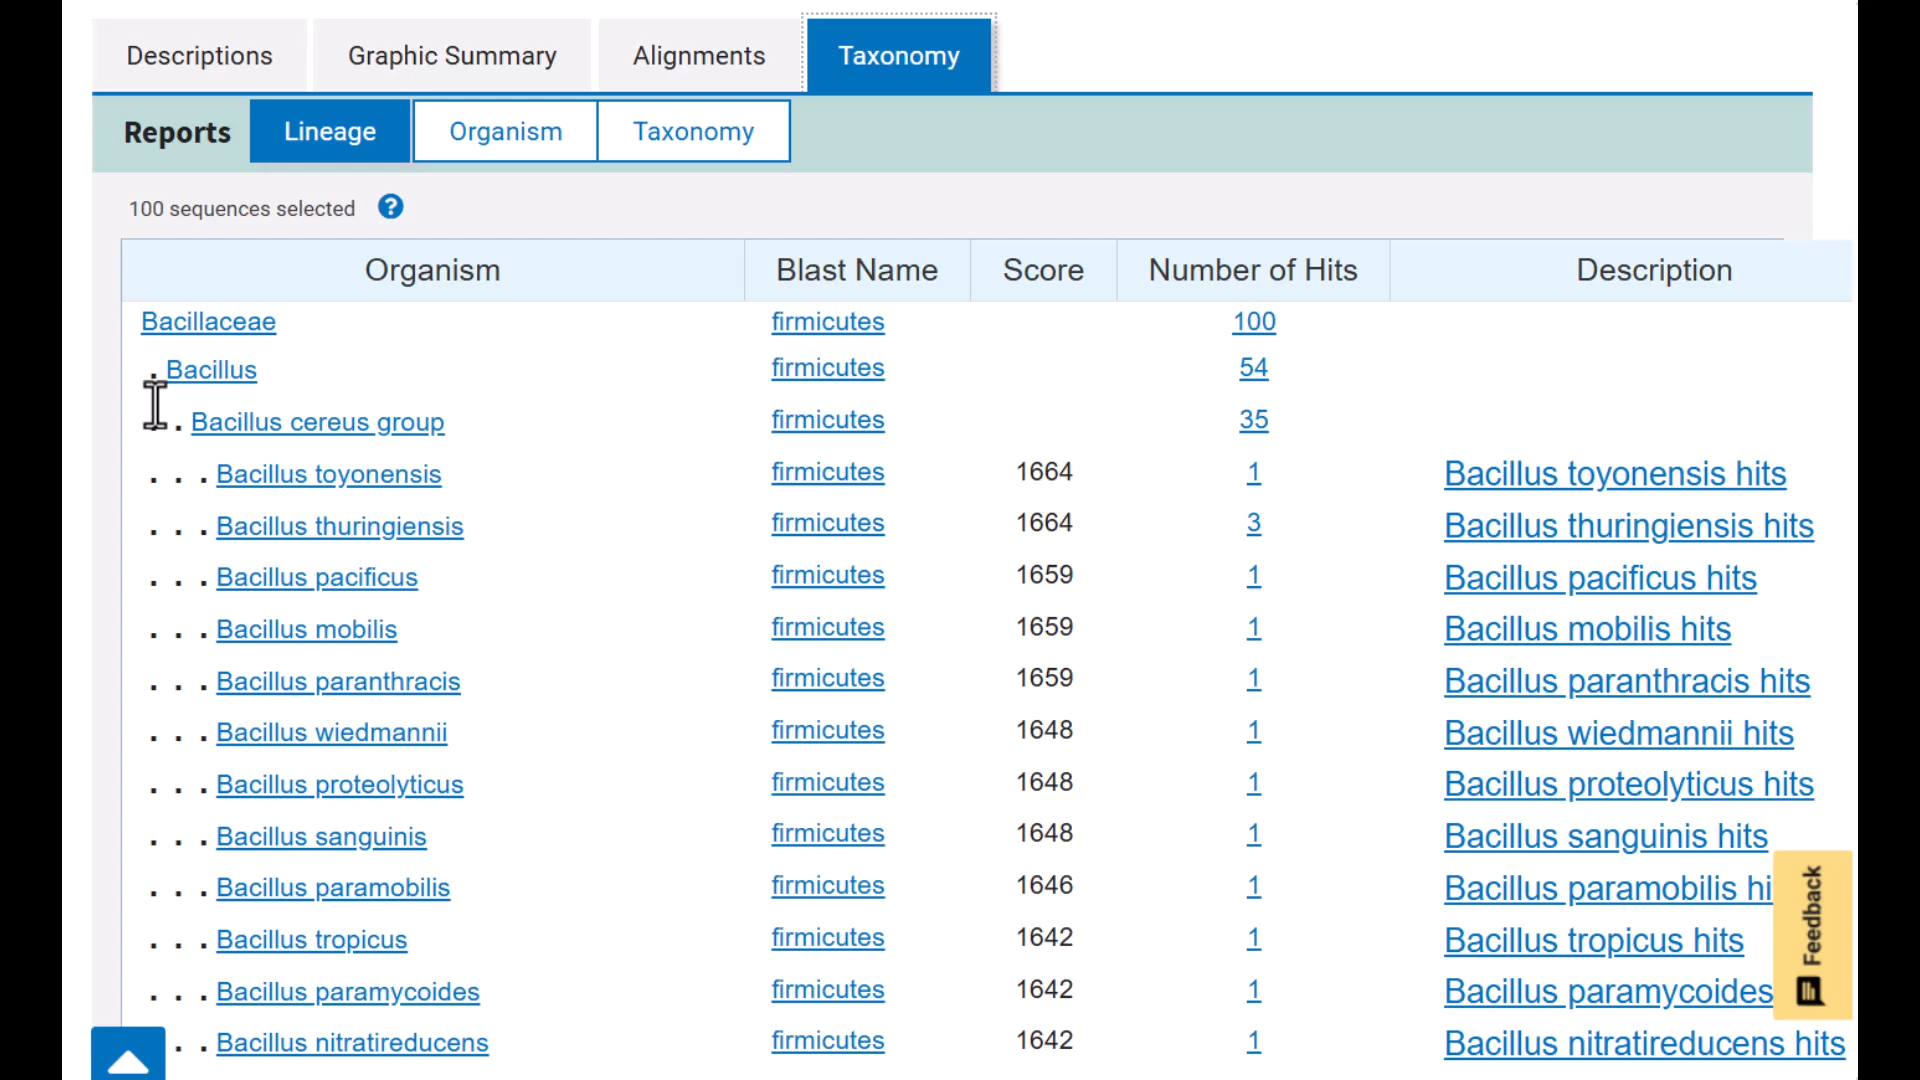 Descriptions Graphic Summary Alignments Taxonomy
Reports Lineage Organism Taxonomy
100 sequences selected ?
Organism Blast Name Score Number of Hits Description
Bacillaceae firmicutes 100
. Bacillus firmicutes 54
. . Bacillus cereus group firmicutes 35
. . . Bacillus toyonensis firmicutes 1664 1 Bacillus toyonensis hits
. . . Bacillus thuringiensis firmicutes 1664 3 Bacillus thuringiensis hits
. . . Bacillus pacificus firmicutes 1659 1 Bacillus pacificus hits
. . . Bacillus mobilis firmicutes 1659 1 Bacillus mobilis hits
. . . Bacillus paranthracis firmicutes 1659 1 Bacillus paranthracis hits
. . . Bacillus wiedmannii firmicutes 1648 1 Bacillus wiedmannii hits
. . . Bacillus proteolyticus firmicutes 1648 1 Bacillus proteolyticus hits
. . . Bacillus sanguinis firmicutes 1648 1 Bacillus sanguinis hits
. . . Bacillus paramobilis firmicutes 1646 1 Bacillus paramobilis hi
. . . Bacillus tropicus firmicutes 1642 1 Bacillus tropicus hits
. . . Bacillus paramycoides firmicutes 1642 1 Bacillus paramycoides
. . Bacillus nitratireducens firmicutes 1642 1 Bacillus nitratireducens hits
Feedback